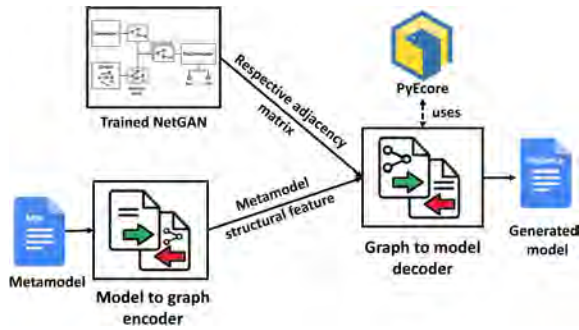 Trained NetGAN
Respective adjacency
matrix
PyEcore
uses
Metamodel
structural feature
Metamodel
Model to graph
encoder
Graph to model
decoder
Generated
model